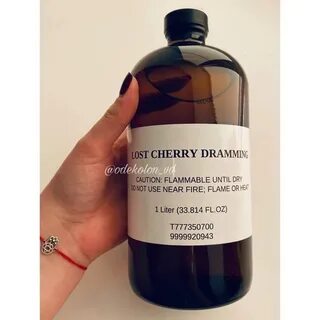 LOST CHERRY DRAMMING
@odekolon_vd
CAUTION: FLAMMABLE UNTIL DRY
DO NOT USE NEAR FIRE; FLAME OR HEAT
1 Liter (33.814 FL.OZ)
T777350700
9999920943